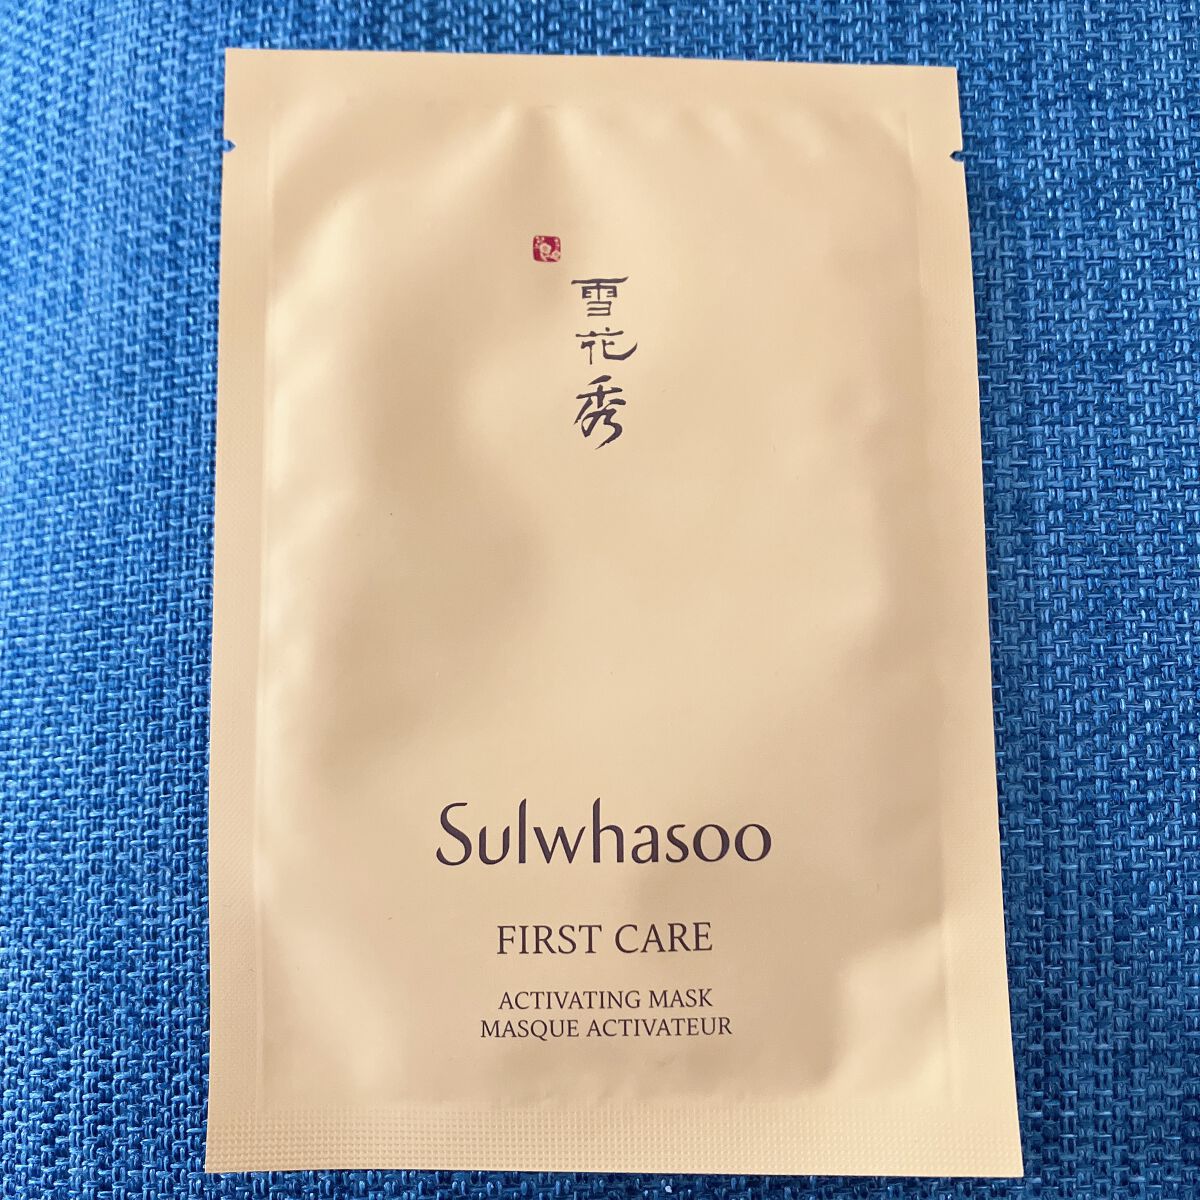 雪花秀
Sulwhasoo
FIRST CARE
ACTIVATING MASK
MASQUE ACTIVATEUR